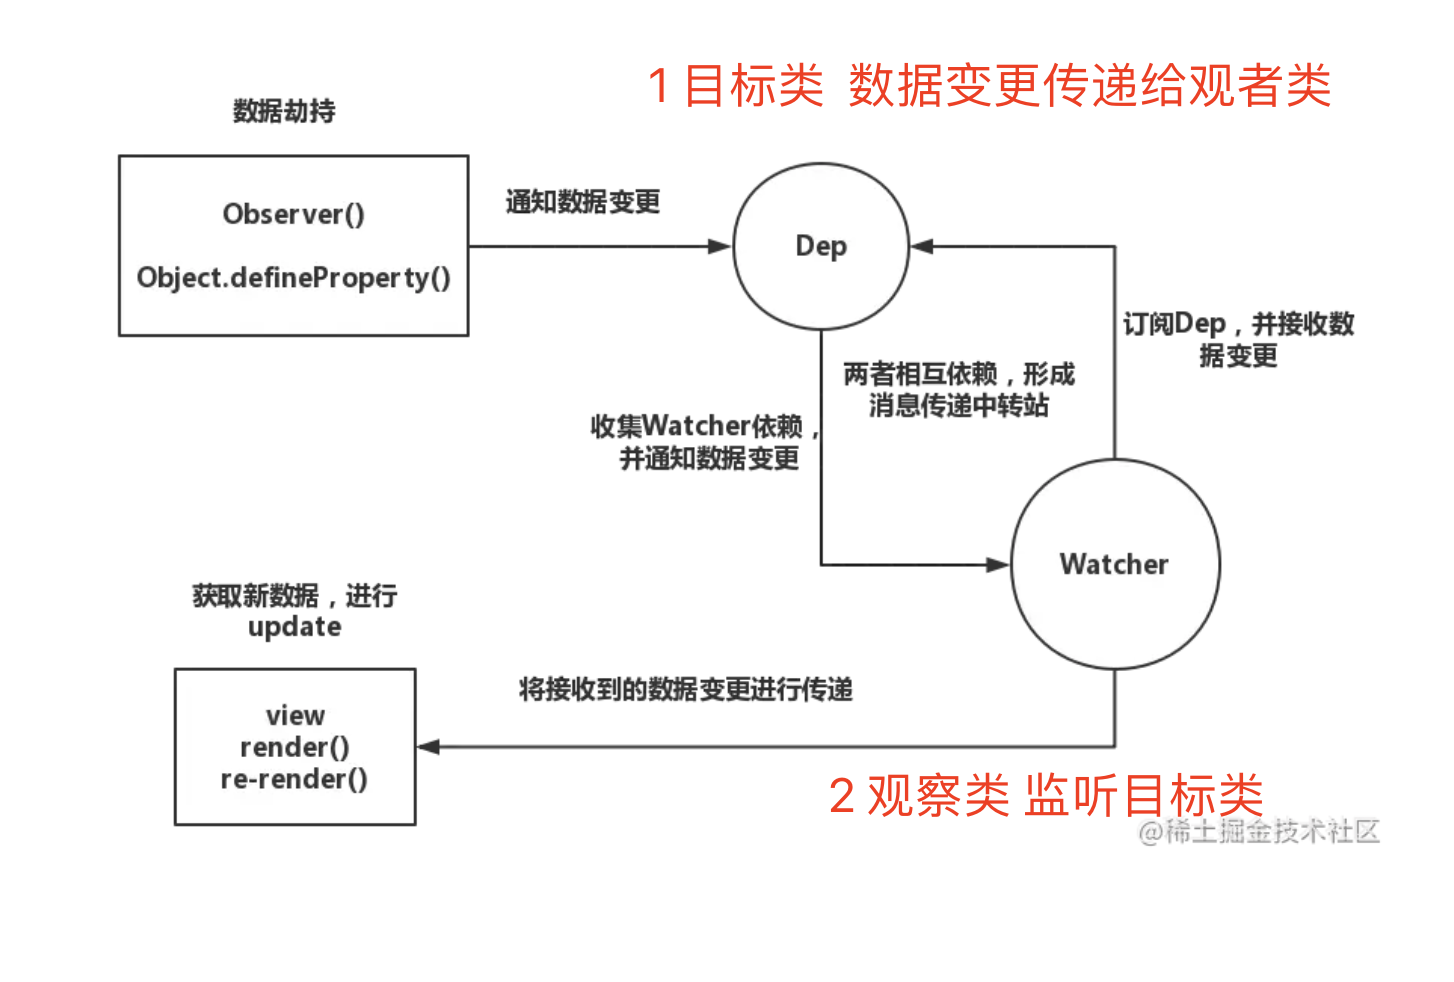 1 目标类 数据变更传递给观者类
数据劫持
Observer()
Object.defineProperty()
通知数据变更
Dep
订阅Dep，并接收数
据变更
两者相互依赖，形成
消息传递中转站
收集Watcher依赖，
并通知数据变更
Watcher
获取新数据，进行
update
view
render()
re-render()
将接收到的数据变更进行传递
2 观察类 监听目标类
@稀土掘金技术社区